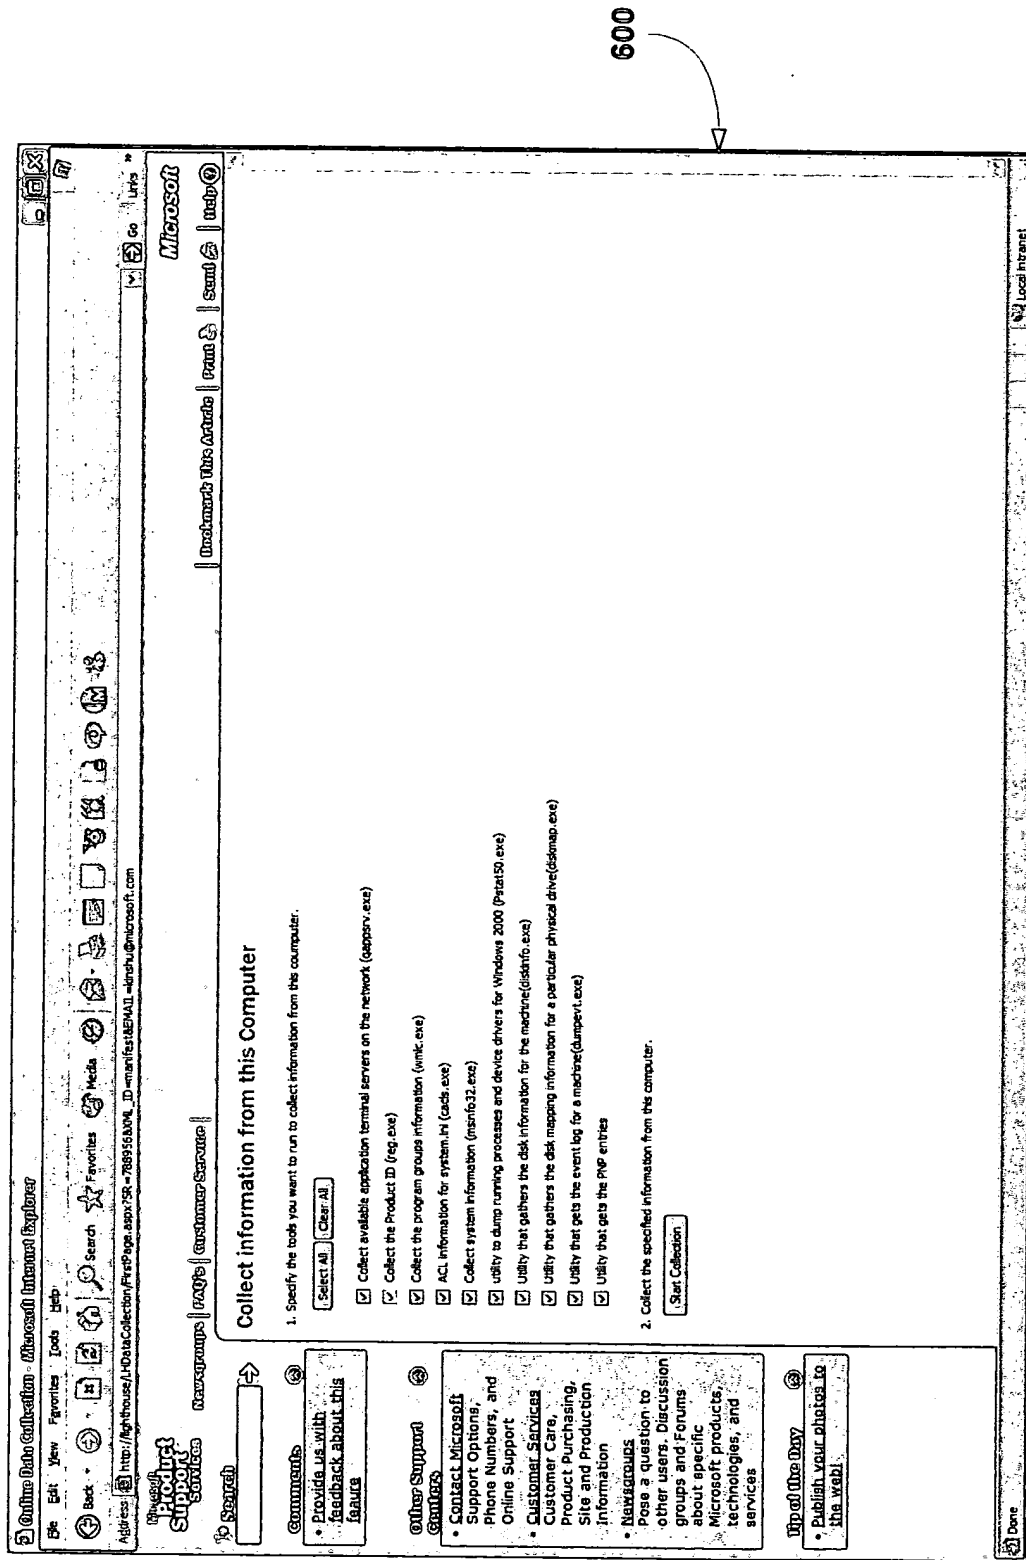 600
Online Data Collection - Microsoft Internet Explorer
File Edit View Favorites Tools Help
Back Search Favorites Media
Address http://lighthouse/LHDataCollection/FirstPage.aspx?SR=788956&XML_ID=manifest&EMAIL=kinshu@microsoft.com Go Links »
Microsoft
Product
Support
Services
Microsoft
Newsgroups | FAQ's | Customer Service |
| Bookmark This Article | Print | Send | Help
Search
Comments
• Provide us with
feedback about this
feaure
Other Support
Centers
• Contact Microsoft
Support Options,
Phone Numbers, and
Online Support
• Customer Services
Customer Care,
Product Purchasing,
Site and Production
Information
• Newsgroups
Pose a question to
other users. Discussion
groups and Forums
about specific
Microsoft products,
technologies, and
services
Tip of the Day
• Publish your photos to
the web!
Collect information from this Computer
1. Specify the tools you want to run to collect information from this coumputer.
Select All Clear All
Collect available application terminal servers on the network (qappsrv.exe)
Collect the Product ID (reg.exe)
Collect the program groups information (wmic.exe)
ACL information for system.ini (cacls.exe)
Collect system information (msinfo32.exe)
utility to dump running processes and device drivers for Windows 2000 (Pstat50.exe)
Utility that gathers the disk information for the machine(diskinfo.exe)
Utility that gathers the disk mapping information for a particular physical drive(diskmap.exe)
Utility that gets the event log for a machine(dumpevt.exe)
Utility that gets the PNP entries
2. Collect the specified information from this computer.
Start Collection
Done
Local intranet